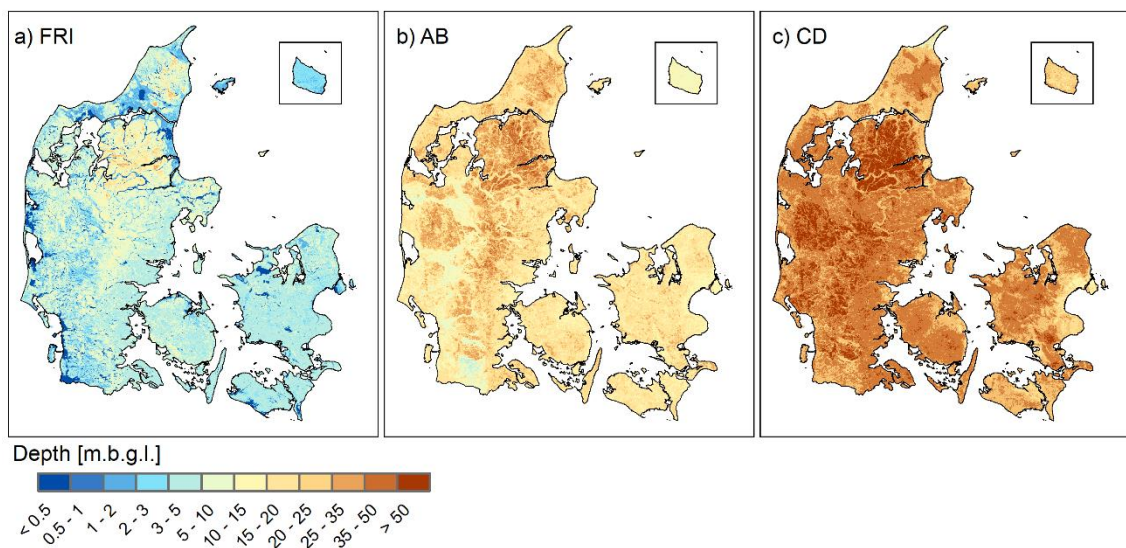 a) FRI
b) AB
c) CD
Depth [m.b.g.l.]
< 0.5
0.5 - 1
1 - 2
2 - 3
3 - 5
5 - 10
10 - 15
15 - 20
20 - 25
25 - 35
35 - 50
> 50